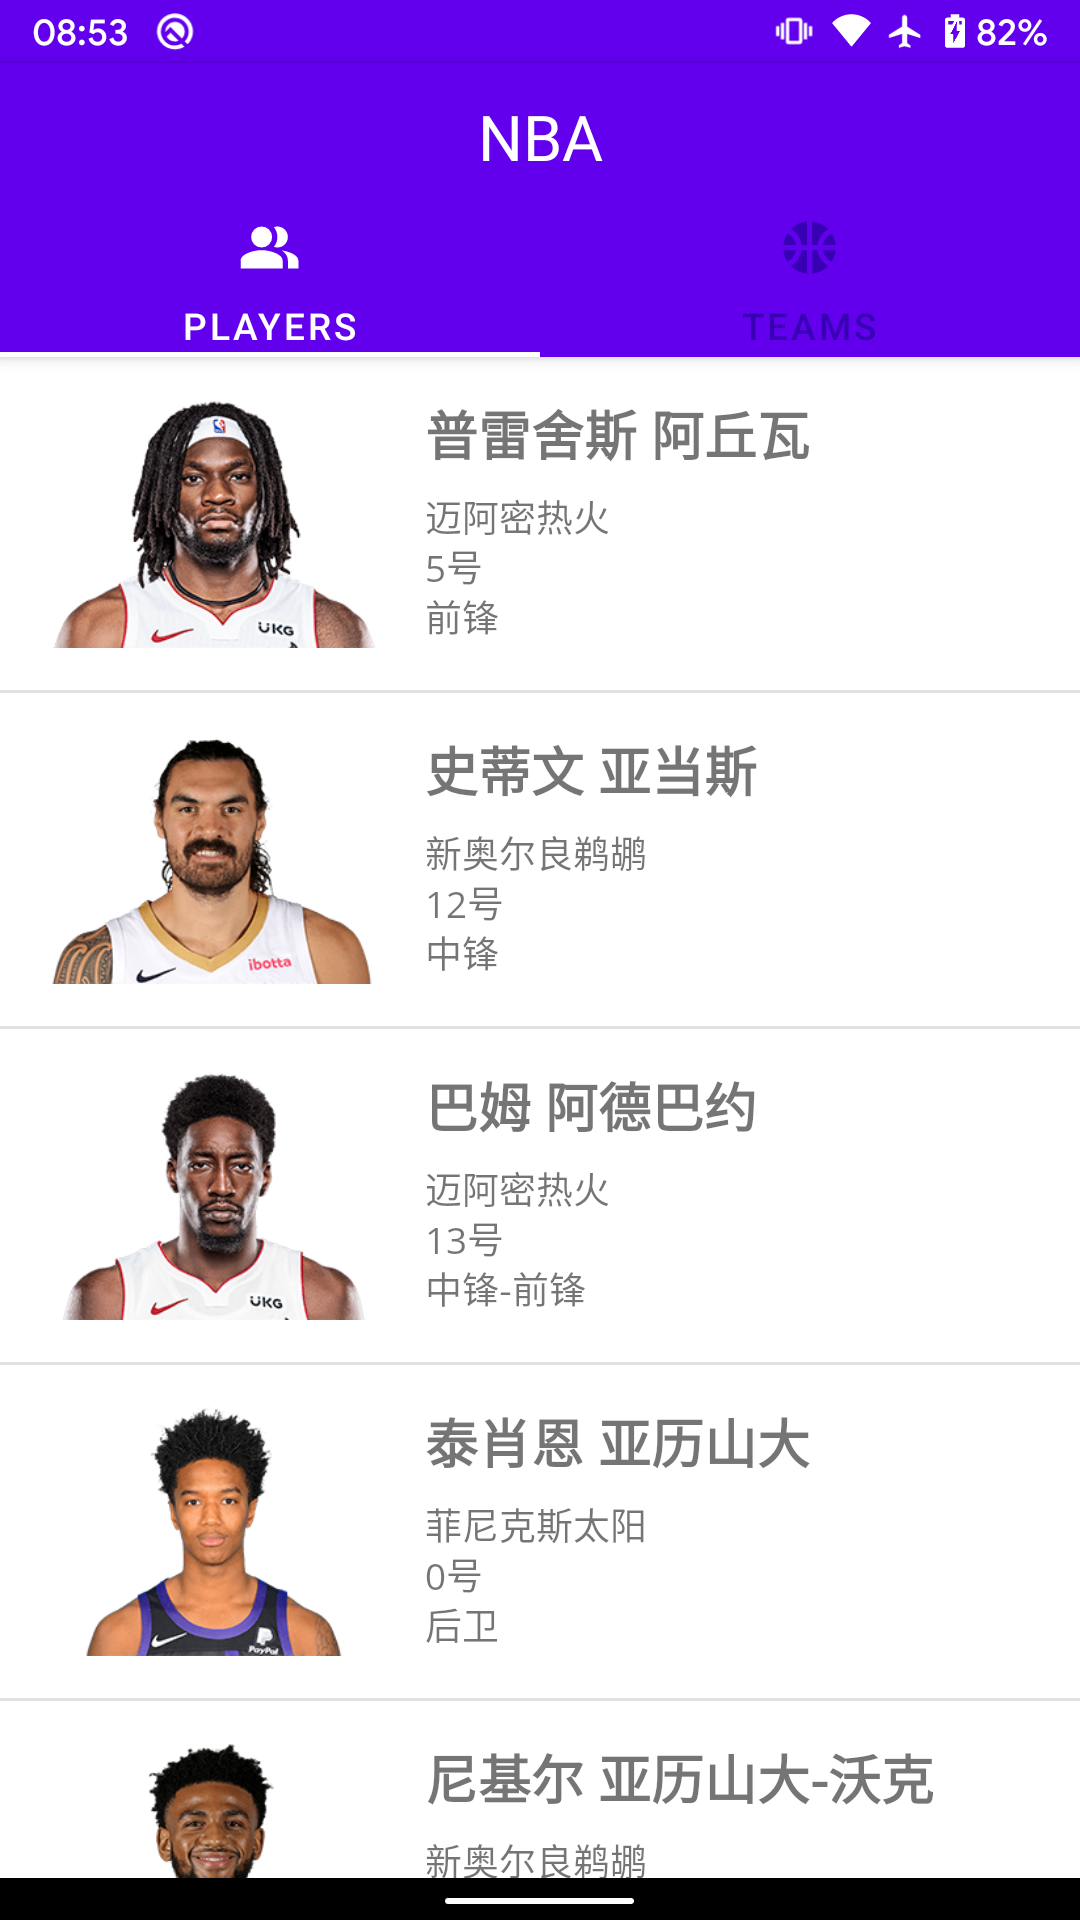 08:53
82%
NBA
PLAYERS
TEAMS
普雷舍斯 阿丘瓦
迈阿密热火
5号
前锋
UKG
史蒂文 亚当斯
新奥尔良鹈鹕
12号
中锋
ibotta
巴姆 阿德巴约
迈阿密热火
13号
中锋-前锋
UKG
泰肖恩 亚历山大
菲尼克斯太阳
0号
后卫
PayPal
尼基尔 亚历山大-沃克
新奥尔良鹈鹕